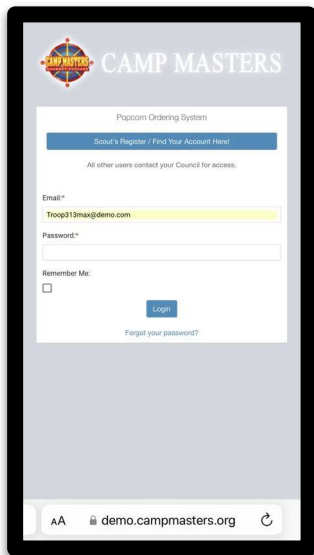 CAMP MASTERS
CAMP MASTERS
Popcorn Ordering System
Scout's Register / Find Your Account Here!
All other users contact your Council for access.
Email:*
Troop313max@demo.com
Password:*
Remember Me:
Login
Forgot your password?
AA
demo.campmasters.org